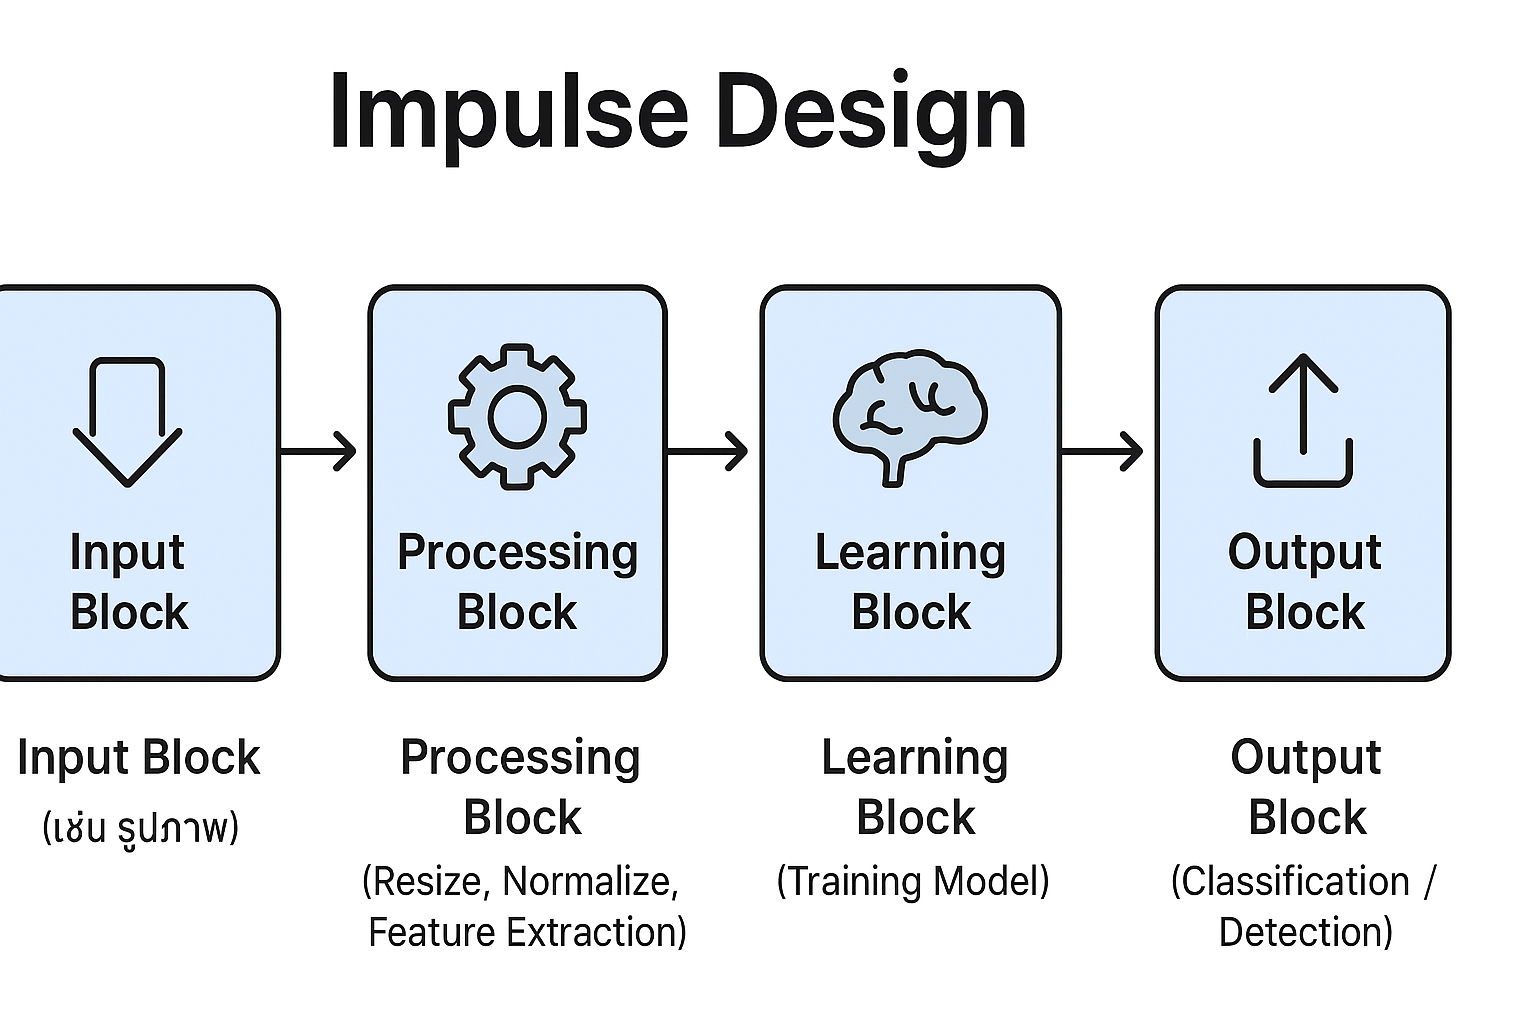 Impulse Design
Input
Block
Processing
Block
Learning
Block
Output
Block
Input Block
(เช่น รูปภาพ)
Processing
Block
(Resize, Normalize,
Feature Extraction)
Learning
Block
(Training Model)
Output
Block
(Classification /
Detection)